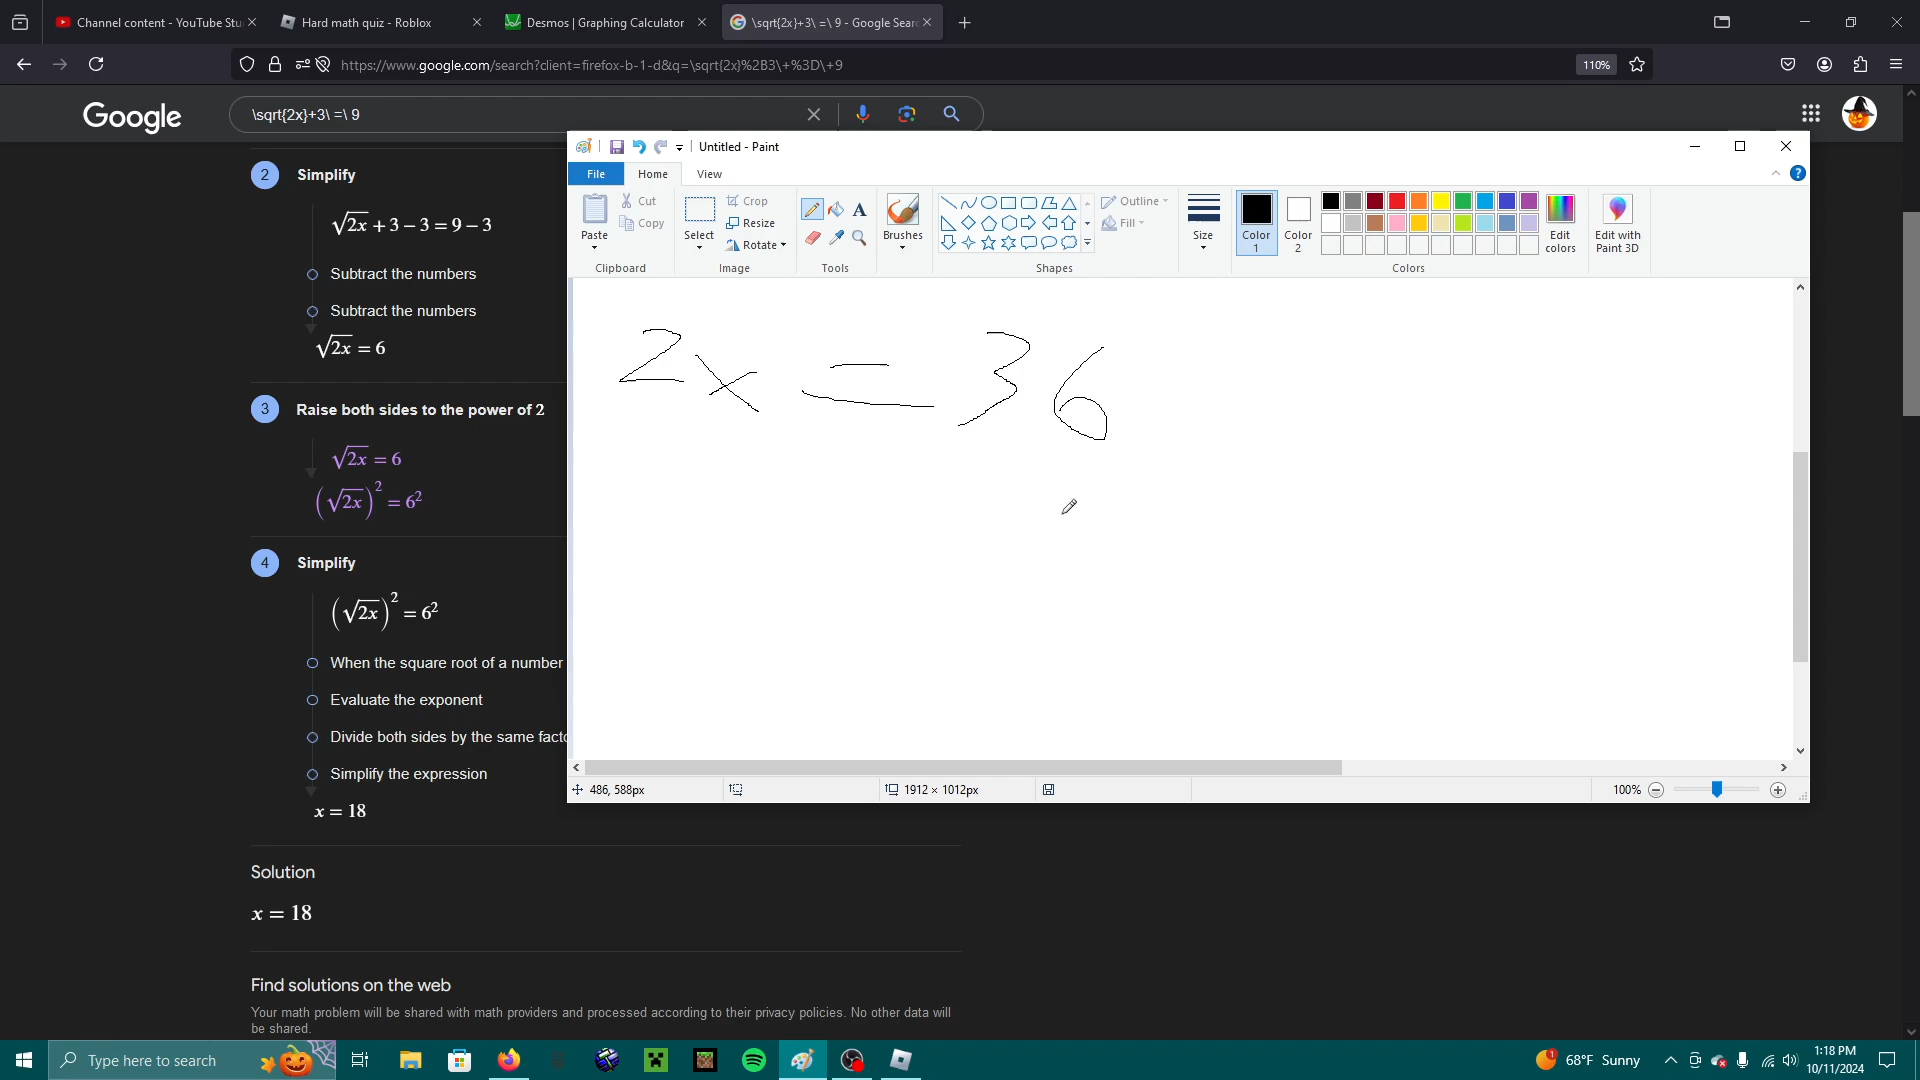 Channel content - YouTube Stu
Hard math quiz - Roblox
Desmos | Graphing Calculator
\sqrt{2x}+3\ =\ 9 - Google Sear
https://www.google.com/search?client=firefox-b-1-d&q=\sqrt{2x}%2B3\+%3D\+9
110%
Google
\sqrt{2x}+3\ =\ 9
2 Simplify
√2x + 3 − 3 = 9 − 3
Subtract the numbers
Subtract the numbers
√2x = 6
3 Raise both sides to the power of 2
√2x = 6
(√2x)² = 6²
4 Simplify
(√2x)² = 6²
When the square root of a number
Evaluate the exponent
Divide both sides by the same facto
Simplify the expression
x = 18
Solution
x = 18
Find solutions on the web
Your math problem will be shared with math providers and processed according to their privacy policies. No other data will
be shared.
Untitled - Paint
File Home View
Paste
Cut
Copy
Clipboard
Select
Crop
Resize
Rotate
Image
A
Tools
Brushes
Outline
Fill
Shapes
Size
Color 1
Color 2
Edit colors
Edit with Paint 3D
Colors
2x = 36
486, 588px
1912 × 1012px
100%
Type here to search
1
68°F Sunny
1:18 PM
10/11/2024